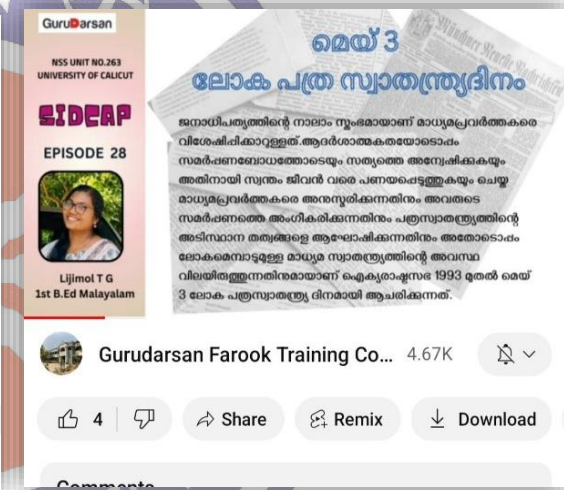 GuruDarsan
NSS UNIT NO.263
UNIVERSITY OF CALICUT
SIDCAP
EPISODE 28
Lijimol T G
1st B.Ed Malayalam
മെയ് 3
ലോക പത്ര സ്വാതന്ത്ര്യദിനം
ജനാധിപത്യത്തിന്റെ നാലാം സ്തംഭമായാണ് മാധ്യമപ്രവർത്തകരെ
വിശേഷിപ്പിക്കാറുള്ളത്.ആദർശാത്മകതയോടൊപ്പം
സമർപ്പണബോധത്തോടെയും സത്യത്തെ അന്വേഷിക്കുകയും
അതിനായി സ്വന്തം ജീവൻ വരെ പണയപ്പെടുത്തുകയും ചെയ്ത
മാധ്യമപ്രവർത്തകരെ അനുസ്മരിക്കുന്നതിനും അവരുടെ
സമർപ്പണത്തെ അംഗീകരിക്കുന്നതിനും പത്രസ്വാതന്ത്ര്യത്തിന്റെ
അടിസ്ഥാന തത്വങ്ങളെ ആഘോഷിക്കുന്നതിനും അതോടൊപ്പം
ലോകമെമ്പാടുമുള്ള മാധ്യമ സ്വാതന്ത്ര്യത്തിന്റെ അവസ്ഥ
വിലയിരുത്തുന്നതിനുമായാണ് ഐക്യരാഷ്ട്രസഭ 1993 മുതൽ മെയ്
3 ലോക പത്രസ്വാതന്ത്ര്യ ദിനമായി ആചരിക്കുന്നത്.
Gurudarsan Farook Training Co... 4.67K
4 Share Remix Download
Comments